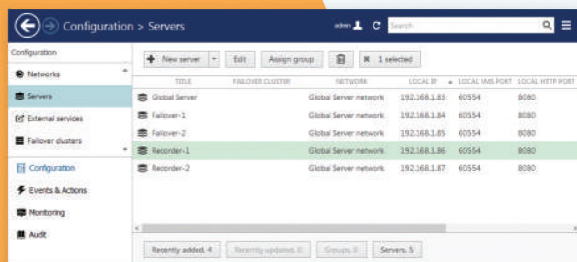 Configuration > Servers
admin
Search
Configuration
Networks
Servers
External services
Failover clusters
Configuration
Events & Actions
Monitoring
Audit
+ New server
Edit
Assign group
1 selected
TITLE FAILOVER CLUSTER NETWORK LOCAL IP LOCAL VMS PORT LOCAL HTTP PORT
Global Server Global Server network 192.168.1.83 60554 8080
Failover-1 Global Server network 192.168.1.84 60554 8080
Failover-2 Global Server network 192.168.1.85 60554 8080
Recorder-1 Global Server network 192.168.1.86 60554 8080
Recorder-2 Global Server network 192.168.1.87 60554 8080
Recently added, 4
Recently updated, 0
Groups, 0
Servers, 5